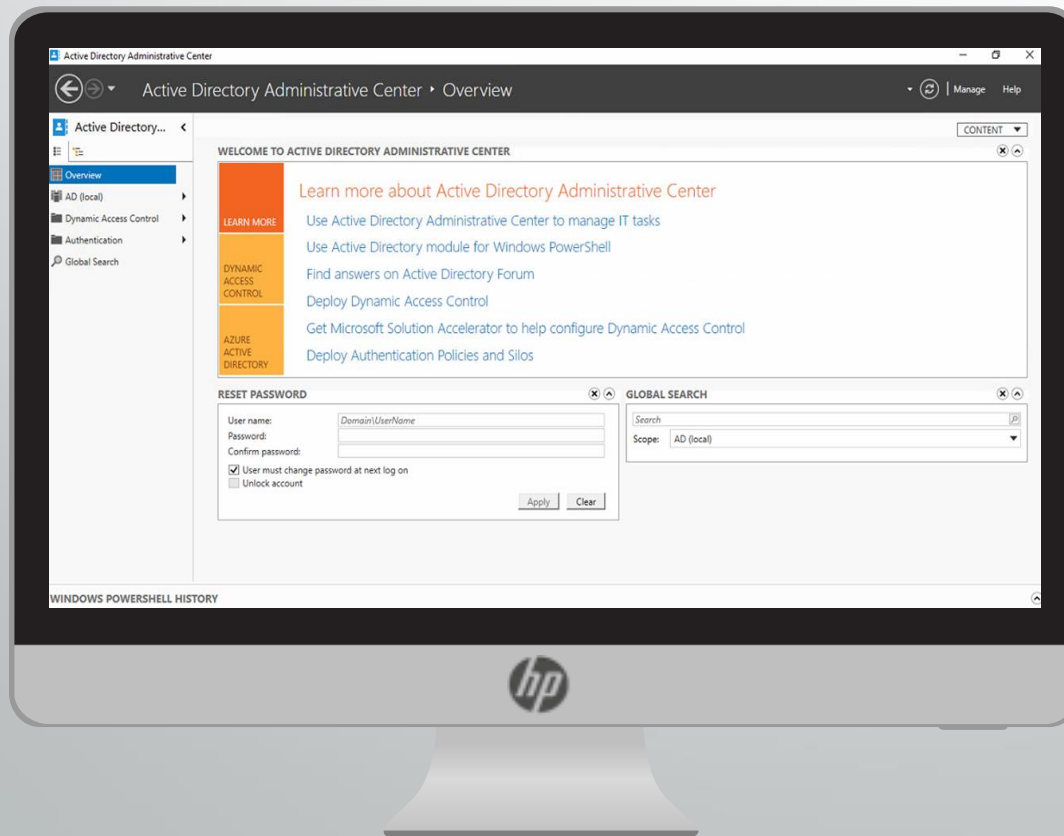 Active Directory Administrative Center
Active Directory Administrative Center • Overview
Manage Help
Active Directory...
CONTENT
Overview
AD (local)
Dynamic Access Control
Authentication
Global Search
WELCOME TO ACTIVE DIRECTORY ADMINISTRATIVE CENTER
LEARN MORE
DYNAMIC
ACCESS
CONTROL
AZURE
ACTIVE
DIRECTORY
Learn more about Active Directory Administrative Center
Use Active Directory Administrative Center to manage IT tasks
Use Active Directory module for Windows PowerShell
Find answers on Active Directory Forum
Deploy Dynamic Access Control
Get Microsoft Solution Accelerator to help configure Dynamic Access Control
Deploy Authentication Policies and Silos
RESET PASSWORD
User name: Domain\UserName
Password:
Confirm password:
User must change password at next log on
Unlock account
Apply Clear
GLOBAL SEARCH
Search
Scope: AD (local)
WINDOWS POWERSHELL HISTORY
hp